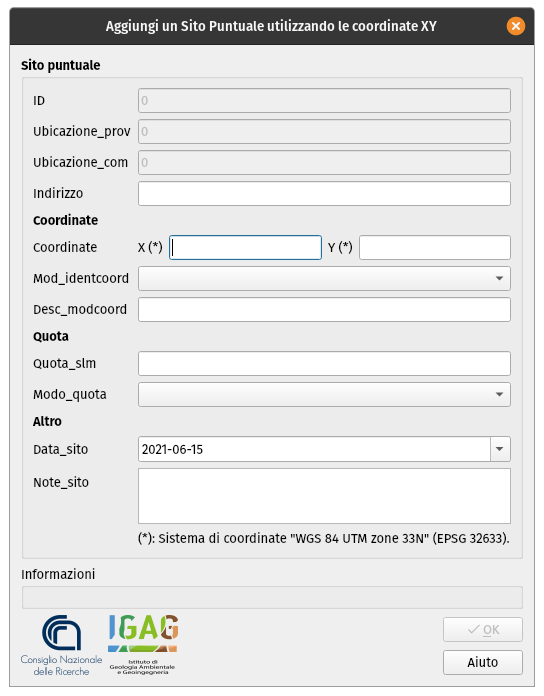 Aggiungi un Sito Puntuale utilizzando le coordinate XY
Sito puntuale
ID 0
Ubicazione_prov 0
Ubicazione_com 0
Indirizzo
Coordinate
Coordinate X (*) Y (*)
Mod_identcoord
Desc_modcoord
Quota
Quota_slm
Modo_quota
Altro
Data_sito 2021-06-15
Note_sito
(*): Sistema di coordinate "WGS 84 UTM zone 33N" (EPSG 32633).
Informazioni
Consiglio Nazionale
delle Ricerche
IGAG
Istituto di
Geologia Ambientale
e Geoingegneria
OK
Aiuto